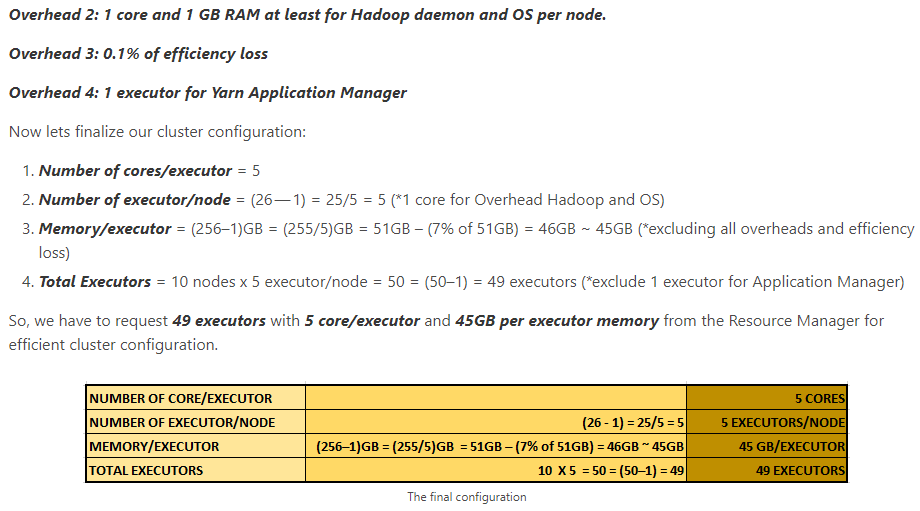 Overhead 2: 1 core and 1 GB RAM at least for Hadoop daemon and OS per node.
Overhead 3: 0.1% of efficiency loss
Overhead 4: 1 executor for Yarn Application Manager
Now lets finalize our cluster configuration:
1. Number of cores/executor = 5
2. Number of executor/node = (26 — 1) = 25/5 = 5 (*1 core for Overhead Hadoop and OS)
3. Memory/executor = (256–1)GB = (255/5)GB = 51GB – (7% of 51GB) = 46GB ~ 45GB (*excluding all overheads and efficiency
loss)
4. Total Executors = 10 nodes x 5 executor/node = 50 = (50–1) = 49 executors (*exclude 1 executor for Application Manager)
So, we have to request 49 executors with 5 core/executor and 45GB per executor memory from the Resource Manager for
efficient cluster configuration.
NUMBER OF CORE/EXECUTOR 5 CORES
NUMBER OF EXECUTOR/NODE (26 - 1) = 25/5 = 5 5 EXECUTORS/NODE
MEMORY/EXECUTOR (256–1)GB = (255/5)GB = 51GB – (7% of 51GB) = 46GB ~ 45GB 45 GB/EXECUTOR
TOTAL EXECUTORS 10 X 5 = 50 = (50–1) = 49 49 EXECUTORS
The final configuration